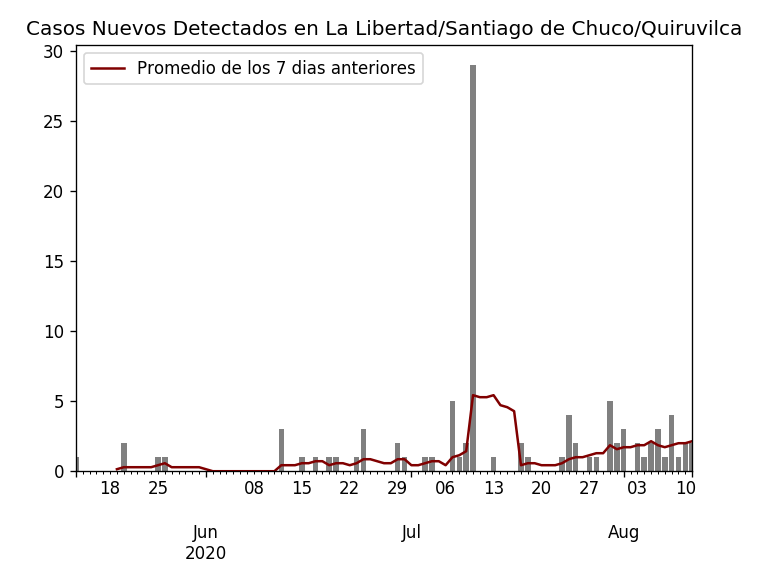 Casos Nuevos Detectados en La Libertad/Santiago de Chuco/Quiruvilca
Promedio de los 7 dias anteriores
30
25
20
15
10
5
0
18 25 08 15 22 29 06 13 20 27 03 10
Jun Jul Aug
2020